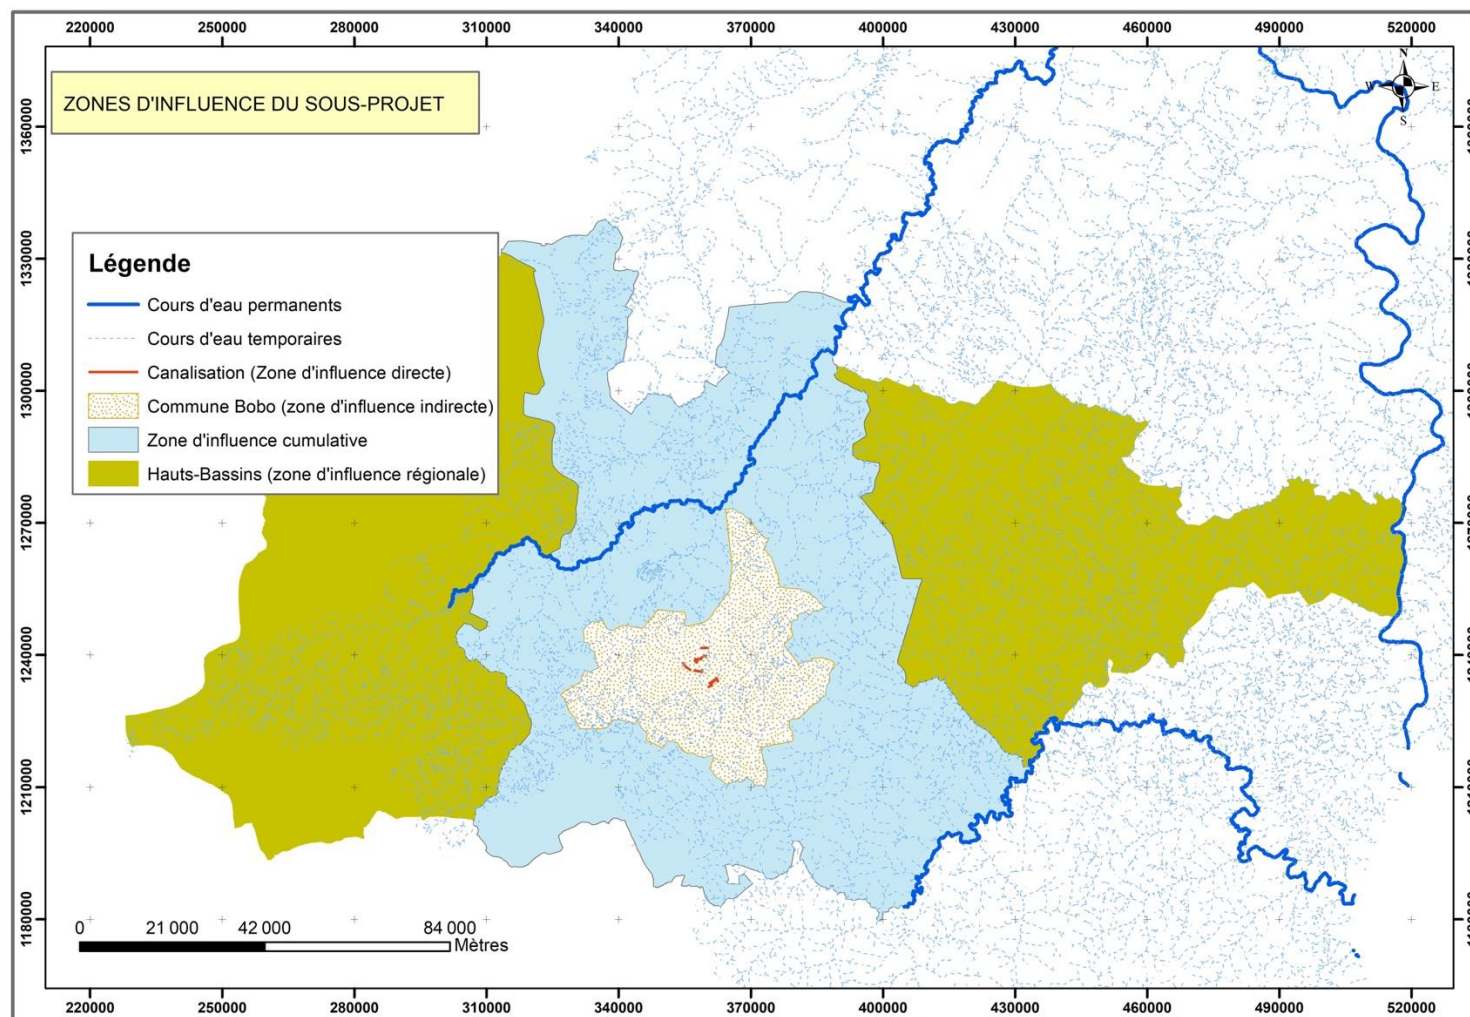 220000 250000 280000 310000 340000 370000 400000 430000 460000 490000 520000
ZONES D'INFLUENCE DU SOUS-PROJET
N
W E
S
1360000
1330000
1300000
1270000
1240000
1210000
1180000
Légende
Cours d'eau permanents
Cours d'eau temporaires
Canalisation (Zone d'influence directe)
Commune Bobo (zone d'influence indirecte)
Zone d'influence cumulative
Hauts-Bassins (zone d'influence régionale)
0 21 000 42 000 84 000
Mètres
220000 250000 280000 310000 340000 370000 400000 430000 460000 490000 520000